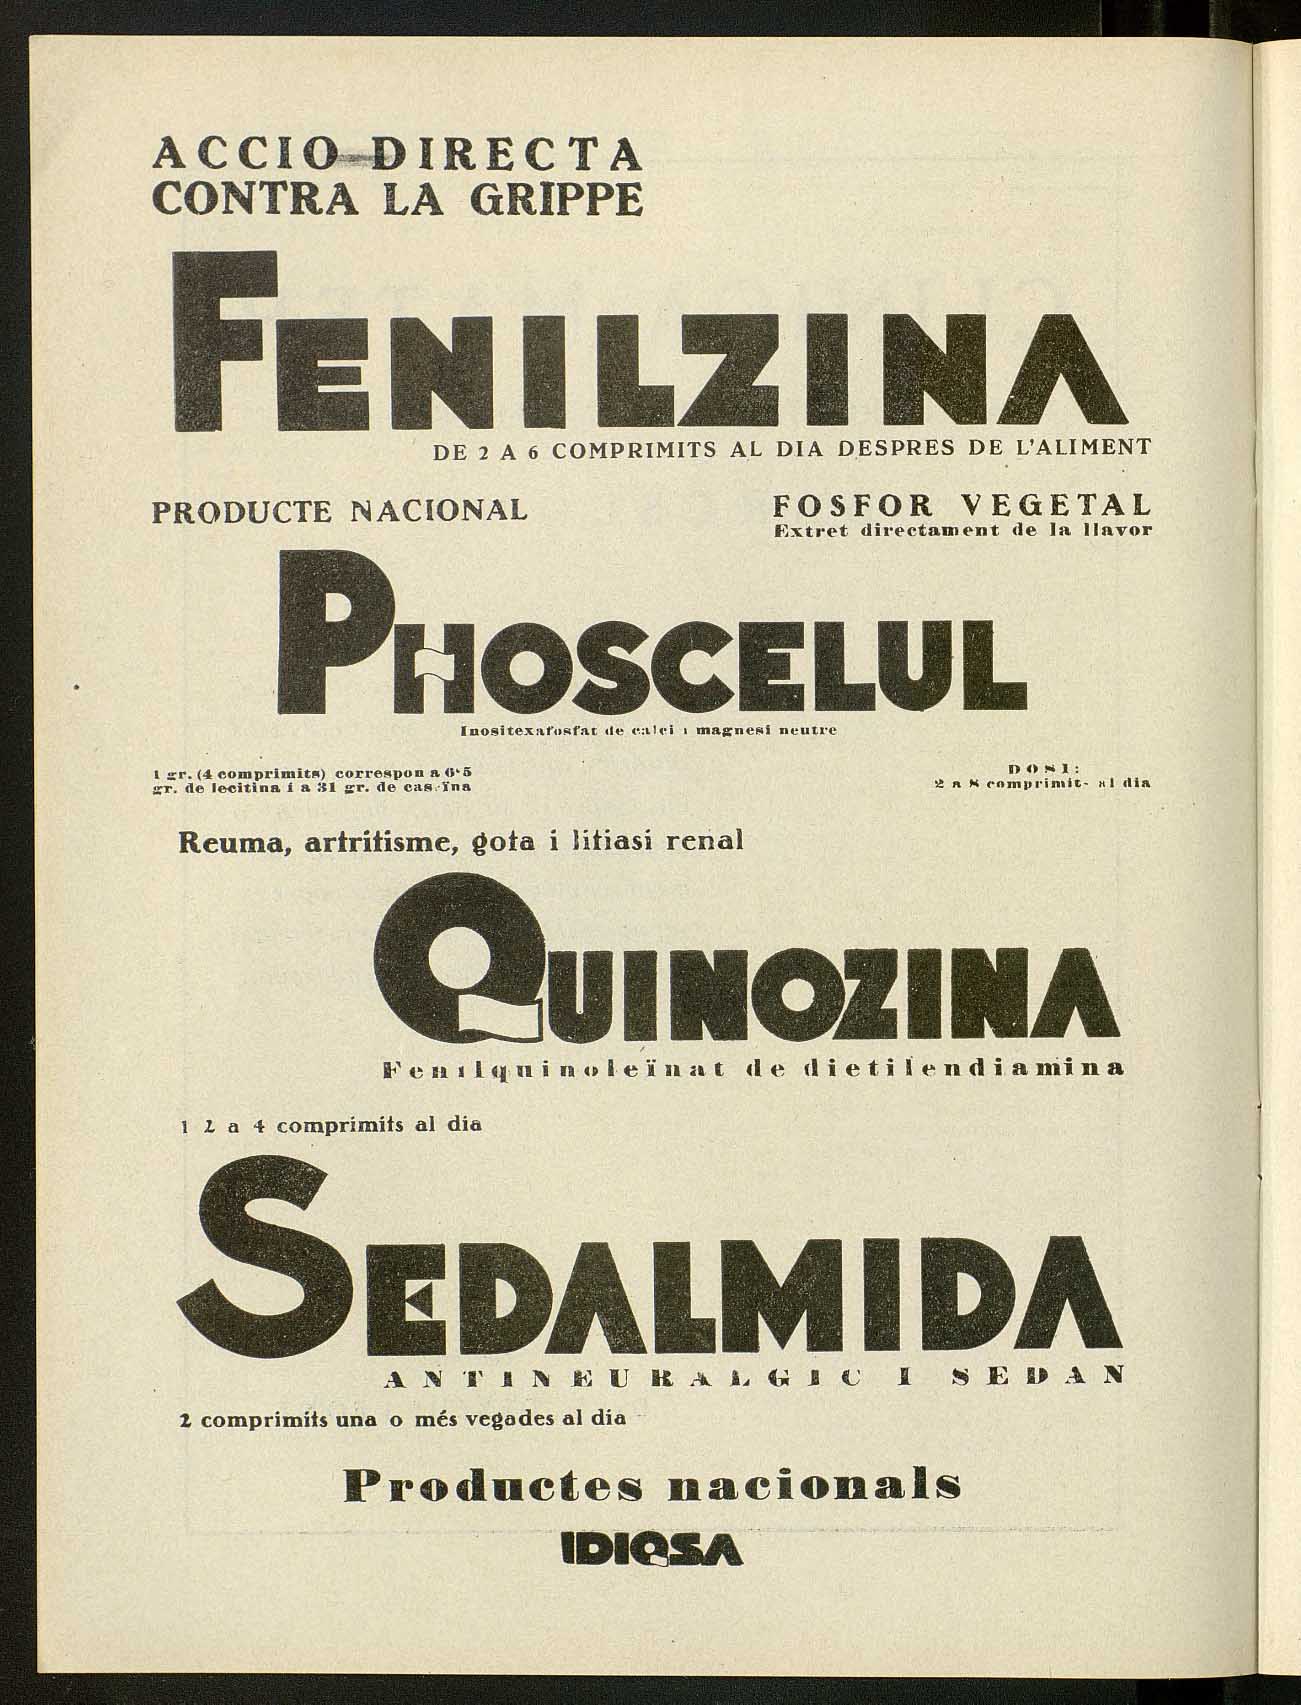 ACCIO DIRECTA
CONTRA LA GRIPPE
FENILZINA
DE 2 A 6 COMPRIMITS AL DIA DESPRES DE L'ALIMENT
PRODUCTE NACIONAL
FOSFOR VEGETAL
Extret directament de la llavor
PHOSCELUL
Inositexafosfat de calci i magnesi neutre
1 gr. (4 comprimits) correspon a 6'5
gr. de lecitina i a 31 gr. de caseïna
DOSI:
2 a 8 comprimits al dia
Reuma, artritisme, gota i litiasi renal
QUINOZINA
Fenilquinoleïnat de dietilendiamina
1 2 a 4 comprimits al dia
SEDALMIDA
ANTINEURALGIC I SEDAN
2 comprimits una o més vegades al dia
Productes nacionals
IDIQSA